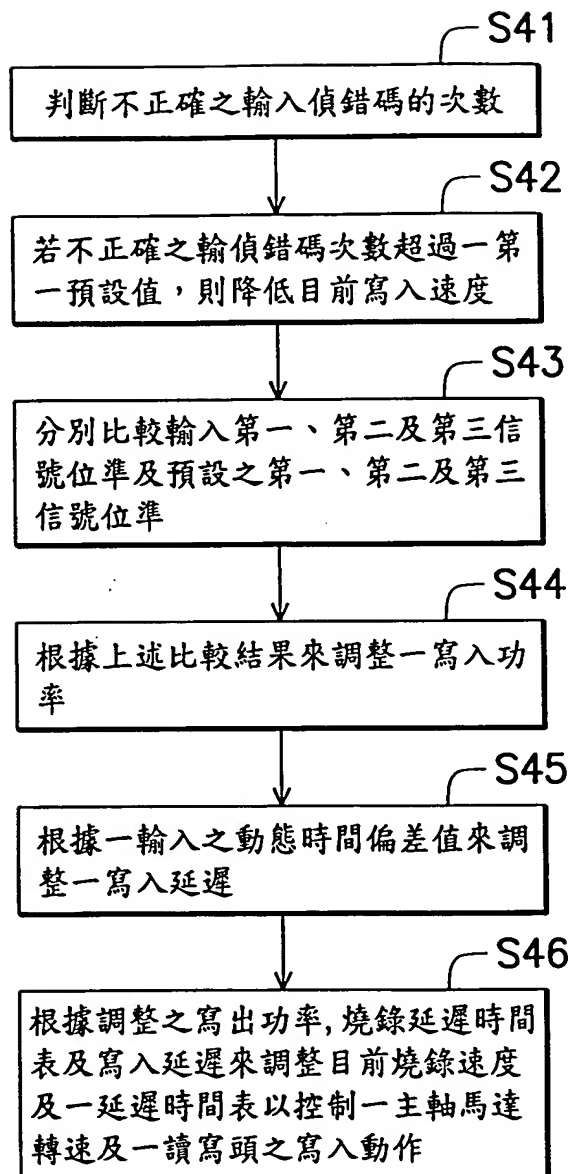 S41
判斷不正確之輸入偵錯碼的次數
S42
若不正確之輸偵錯碼次數超過一第
一預設值，則降低目前寫入速度
S43
分別比較輸入第一、第二及第三信
號位準及預設之第一、第二及第三
信號位準
S44
根據上述比較結果來調整一寫入功
率
S45
根據一輸入之動態時間偏差值來調
整一寫入延遲
S46
根據調整之寫出功率,燒錄延遲時間
表及寫入延遲來調整目前燒錄速度
及一延遲時間表以控制一主軸馬達
轉速及一讀寫頭之寫入動作